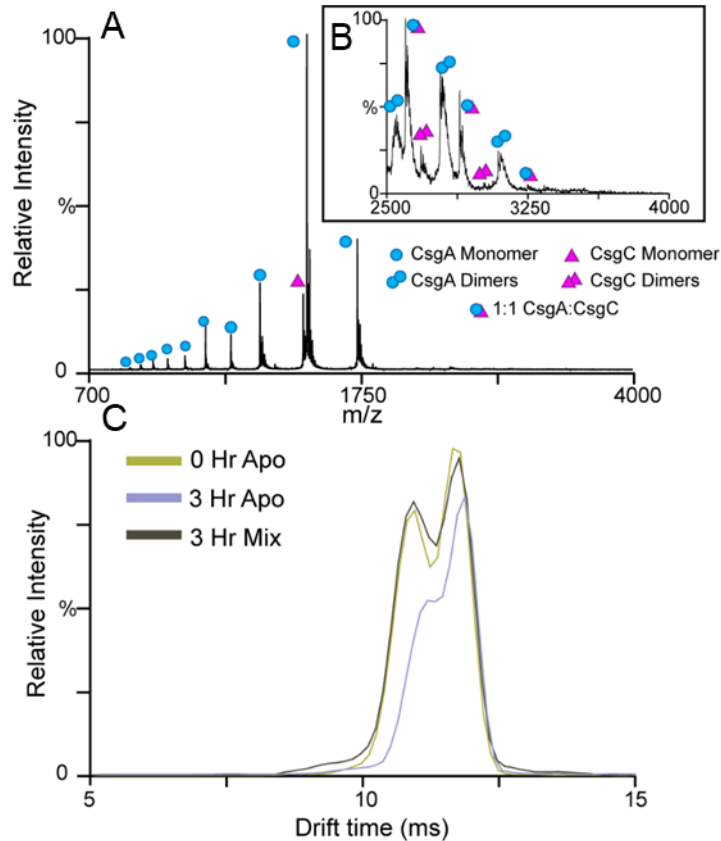 A
B
100
%
0
Relative Intensity
700
1750
4000
m/z
100
%
0
2500
3250
4000
CsgA Monomer
CsgC Monomer
CsgA Dimers
CsgC Dimers
1:1 CsgA:CsgC
C
100
%
0
Relative Intensity
0 Hr Apo
3 Hr Apo
3 Hr Mix
5
10
15
Drift time (ms)